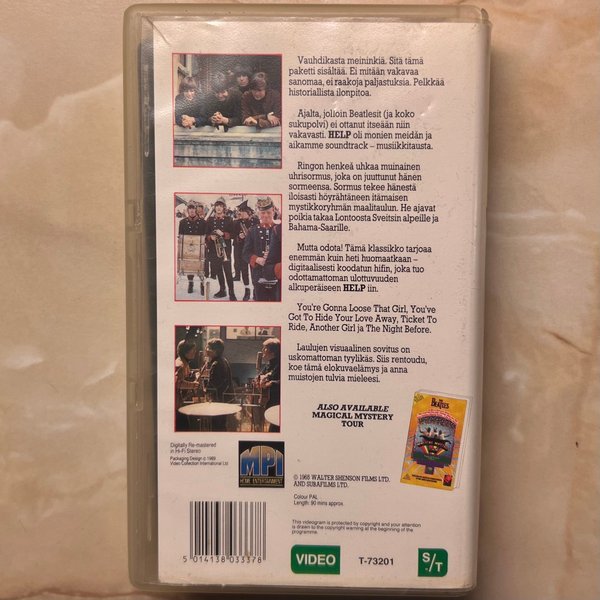 Vauhdikasta meininkiä. Sitä tämä
paketti sisältää. Ei mitään vakavaa
sanomaa, ei raakoja paljastuksia. Pelkkää
historiallista ilonpitoa.
Ajalta, jolloin Beatlesit (ja koko
sukupolvi) ei ottanut itseään niin
vakavasti. HELP oli monien meidän ja
aikamme soundtrack – musiikkitausta.
Ringon henkeä uhkaa muinainen
uhrisormus, joka on juuttunut hänen
sormeensa. Sormus tekee hänestä
iloisasti höyrähtäneen itämaisen
mystikkoryhmän maalitaulun. He ajavat
poikia takaa Lontoosta Sveitsin alpeille ja
Bahama-Saarille.
Mutta odota! Tämä klassikko tarjoaa
enemmän kuin heti huomaatkaan –
digitaalisesti koodatun hifin, joka tuo
odottamattoman ulottuvuuden
alkuperäiseen HELP iin.
You're Gonna Loose That Girl, You've
Got To Hide Your Love Away, Ticket To
Ride, Another Girl ja The Night Before.
Laulujen visuaalinen sovitus on
uskomattoman tyylikäs. Siis rentoudu,
koe tämä elokuvaelämys ja anna
muistojen tulvia mieleesi.
ALSO AVAILABLE
MAGICAL MYSTERY
TOUR
BEATLES
Digitally Re-mastered
in Hi-Fi Stereo
Packaging Design © 1989
Video Collection International Ltd
MPI
HOME ENTERTAINMENT
© 1965 WALTER SHENSON FILMS LTD.
AND SUBAFILMS LTD.
Colour PAL
Length: 90 mins approx.
This videogram is protected by copyright and your attention
is drawn to the copyright warning at the beginning of the
programme.
5 014138 033378
VIDEO
T-73201
S/T